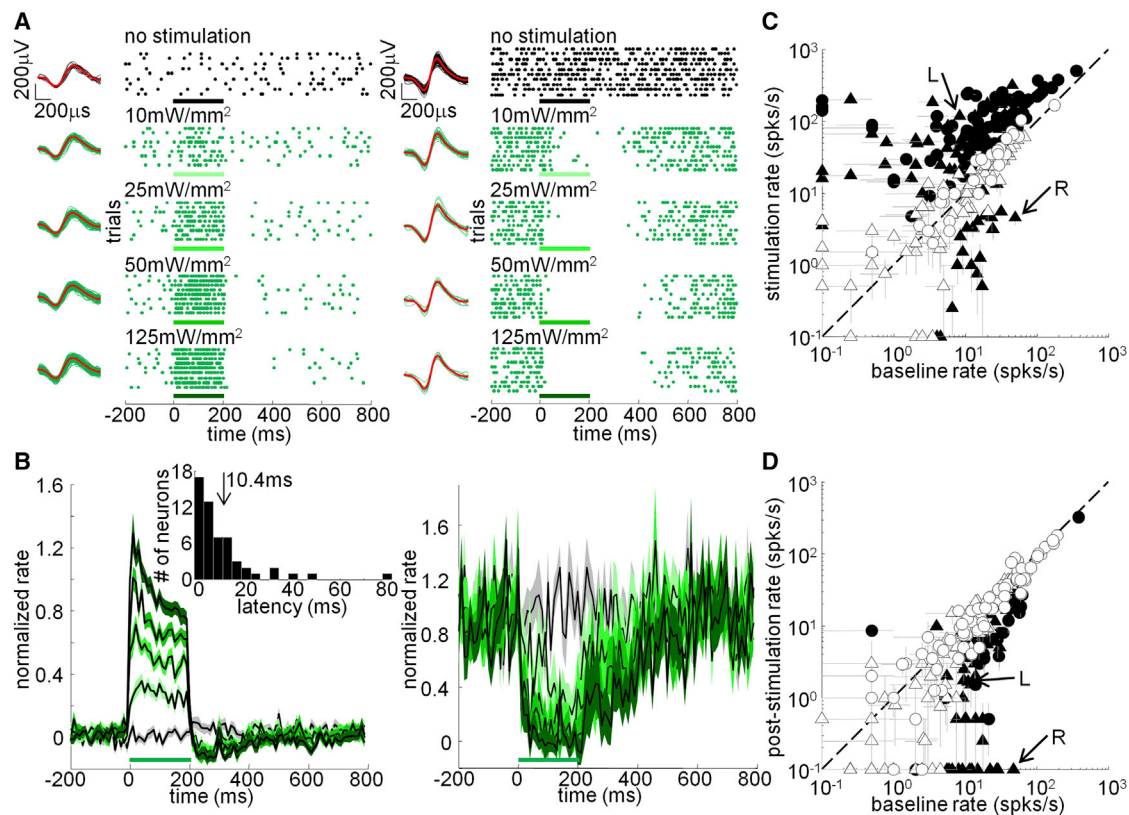 A
no stimulation
200µV
200µs
10mW/mm²
25mW/mm²
trials
50mW/mm²
125mW/mm²
-200 0 200 400 600 800
time (ms)
no stimulation
200µV
200µs
10mW/mm²
25mW/mm²
trials
50mW/mm²
125mW/mm²
-200 0 200 400 600 800
time (ms)
B
normalized rate
1.6
1.2
0.8
0.4
0
-200 0 200 400 600 800
time (ms)
# of neurons
18
12
6
0
10.4ms
0 20 40 60 80
latency (ms)
normalized rate
1.6
1.2
0.8
0.4
0
-200 0 200 400 600 800
time (ms)
C
stimulation rate (spks/s)
10³
10²
10¹
10⁰
10⁻¹
L
R
10⁻¹ 10⁰ 10¹ 10² 10³
baseline rate (spks/s)
D
post-stimulation rate (spks/s)
10³
10²
10¹
10⁰
10⁻¹
L
R
10⁻¹ 10⁰ 10¹ 10² 10³
baseline rate (spks/s)